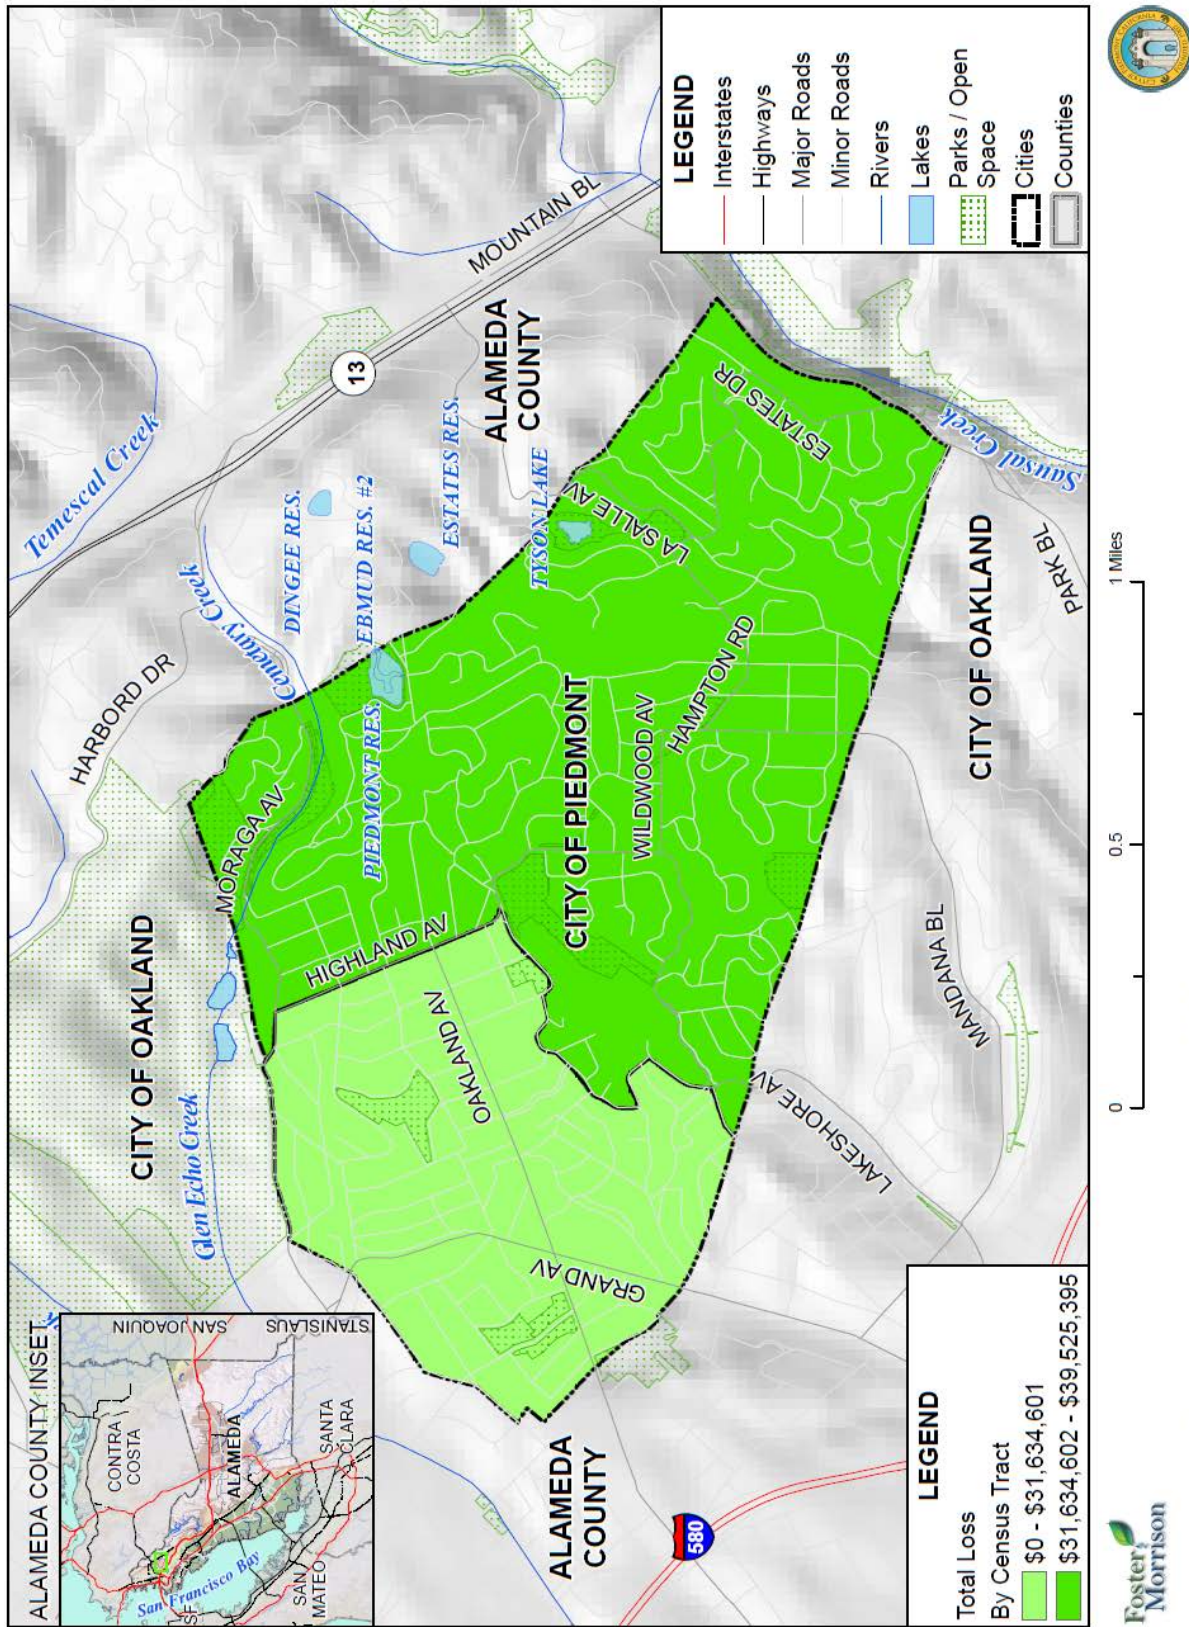 ALAMEDA COUNTY INSET
CONTRA
COSTA
SAN JOAQUIN
STANISLAUS
ALAMEDA
SANTA
CLARA
SAN
MATEO
SF
San Francisco Bay
Temescal Creek
HARBORD DR
Cemetary Creek
CITY OF OAKLAND
Glen Echo Creek
MORAGA AV
DINGEE RES.
13
EBMUD RES. #2
PIEDMONT RES.
ESTATES RES.
MOUNTAIN BL
ALAMEDA
COUNTY
HIGHLAND AV
OAKLAND AV
TYSON LAKE
LA SALLE AV
ESTATES DR
CITY OF PIEDMONT
WILDWOOD AV
HAMPTON RD
GRAND AV
ALAMEDA
COUNTY
580
LAKESHORE AV
MANDANA BL
CITY OF OAKLAND
Sausal Creek
PARK BL
LEGEND
Total Loss
By Census Tract
$0 - $31,634,601
$31,634,602 - $39,525,395
LEGEND
Interstates
Highways
Major Roads
Minor Roads
Rivers
Lakes
Parks / Open
Space
Cities
Counties
0
0.5
1 Miles
Foster
Morrison